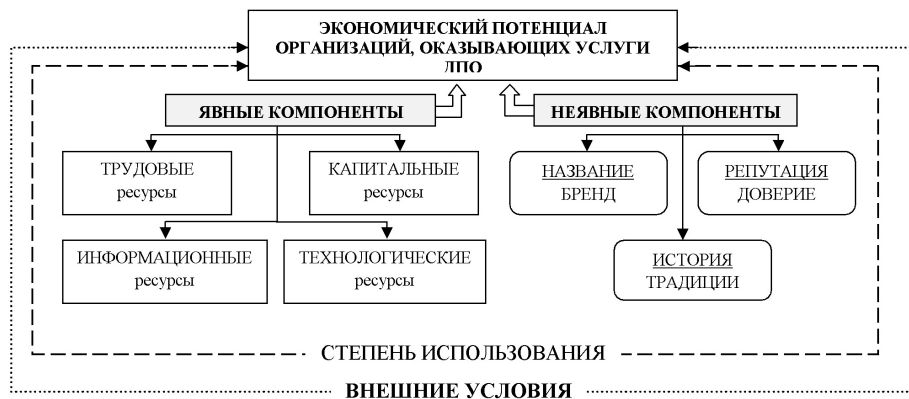 ЭКОНОМИЧЕСКИЙ ПОТЕНЦИАЛ
ОРГАНИЗАЦИЙ, ОКАЗЫВАЮЩИХ УСЛУГИ
ДПО
ЯВНЫЕ КОМПОНЕНТЫ
НЕЯВНЫЕ КОМПОНЕНТЫ
ТРУДОВЫЕ
ресурсы
КАПИТАЛЬНЫЕ
ресурсы
НАЗВАНИЕ
БРЕНД
РЕПУТАЦИЯ
ДОВЕРИЕ
ИНФОРМАЦИОННЫЕ
ресурсы
ТЕХНОЛОГИЧЕСКИЕ
ресурсы
ИСТОРИЯ
ТРАДИЦИИ
СТЕПЕНЬ ИСПОЛЬЗОВАНИЯ
ВНЕШНИЕ УСЛОВИЯ